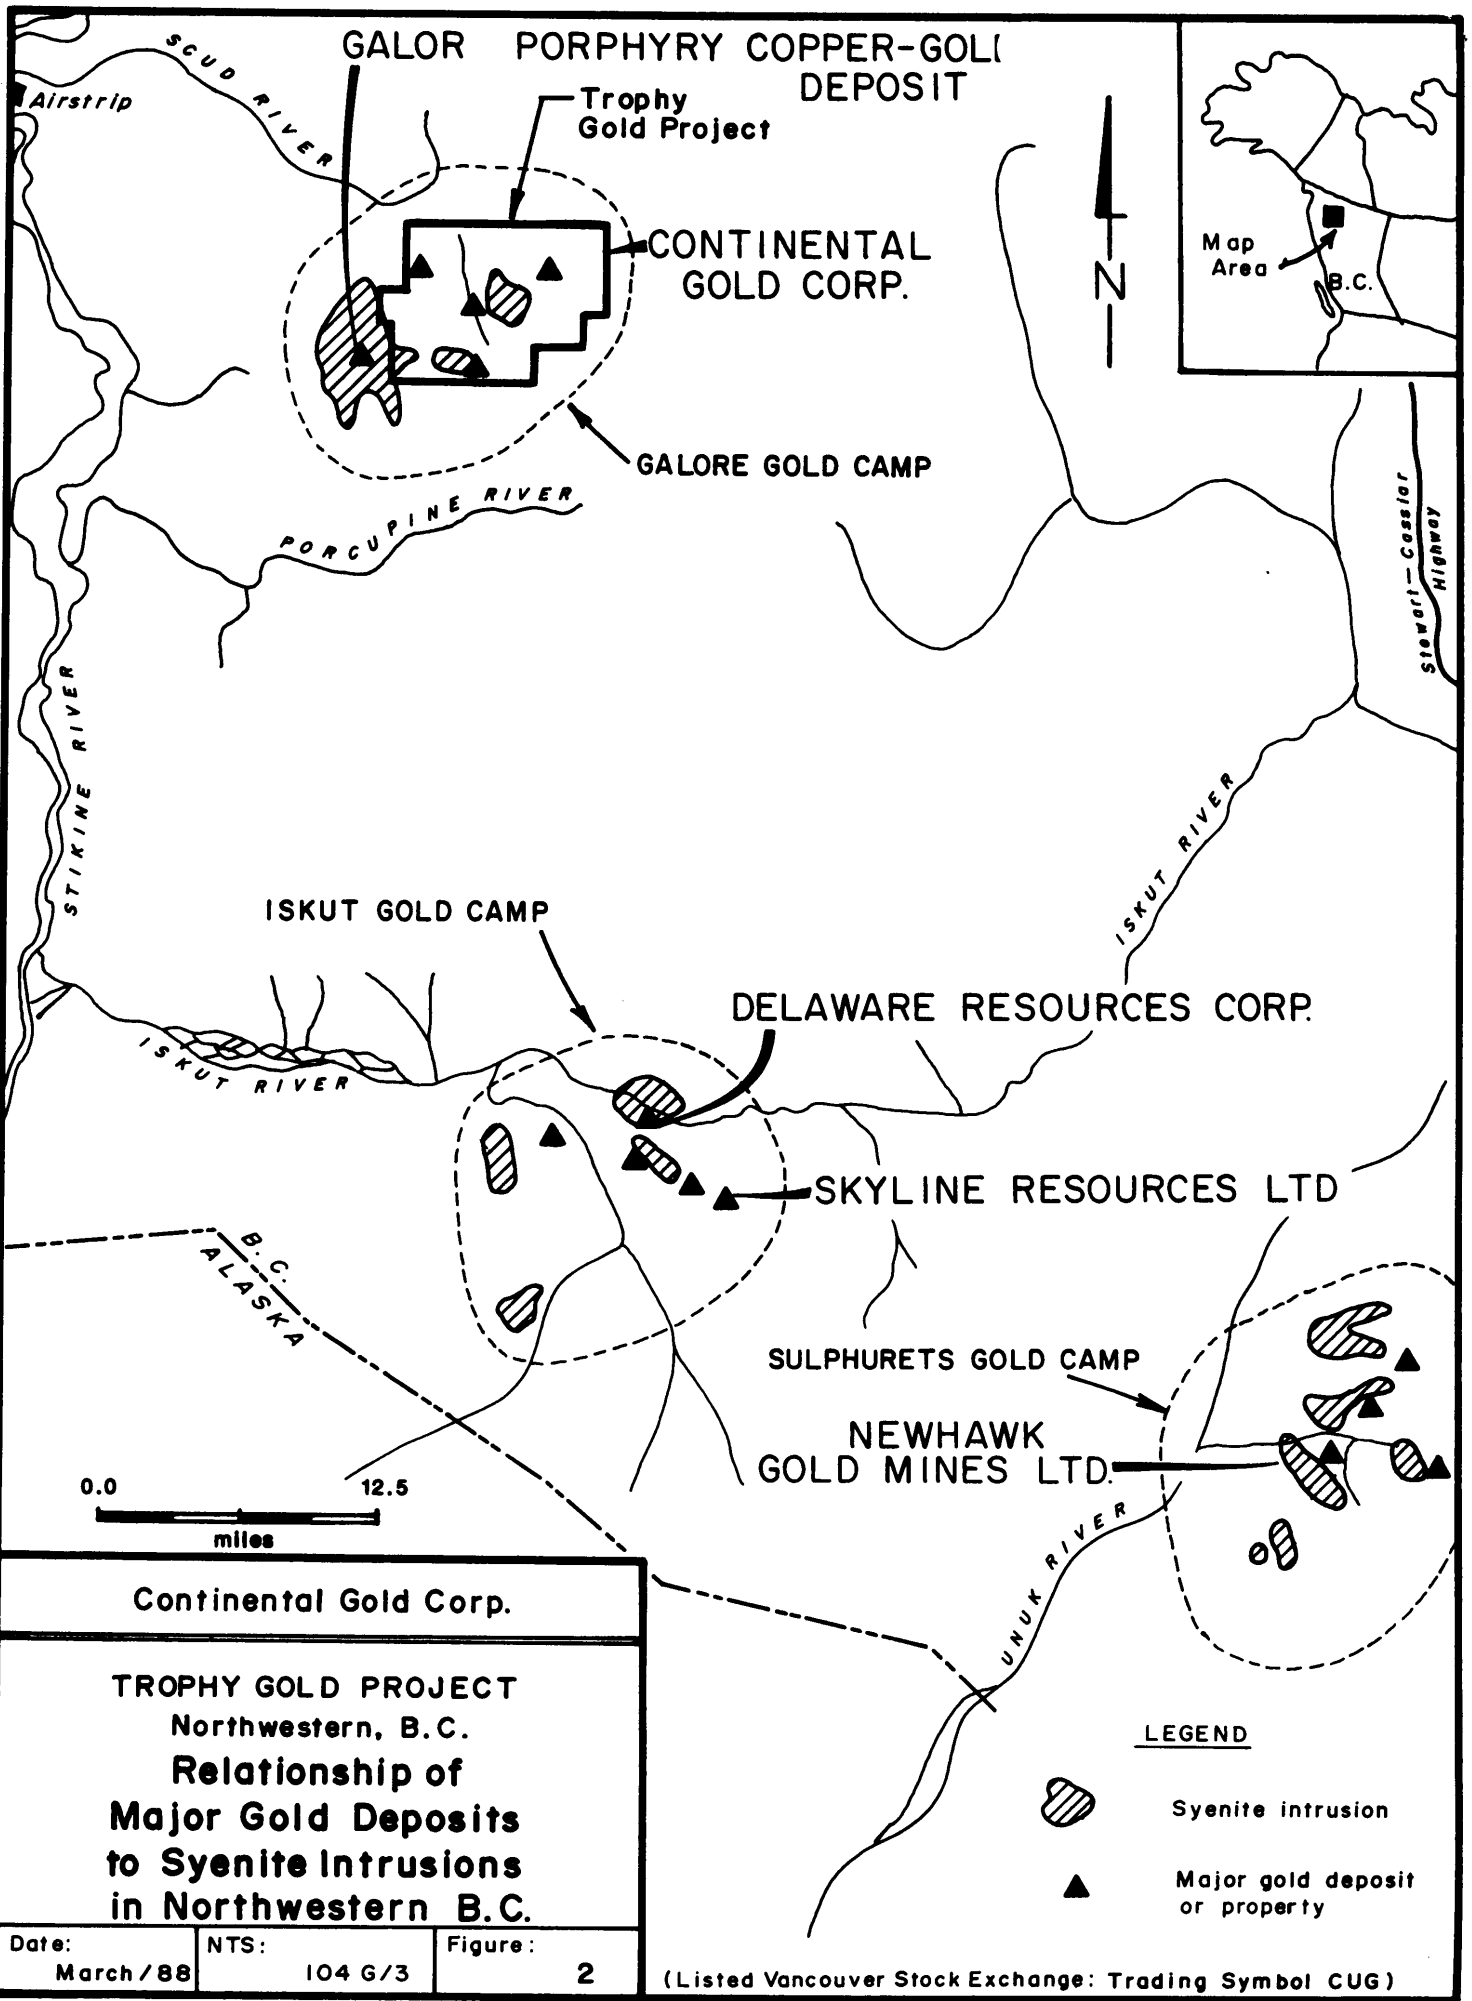 SCUD RIVER
GALOR PORPHYRY COPPER-GOL
DEPOSIT
Airstrip
Trophy
Gold Project
CONTINENTAL
GOLD CORP.
N
Map
Area
B.C.
GALORE GOLD CAMP
PORCUPINE RIVER
Stewart-Cassiar
Highway
STIKINE RIVER
ISKUT RIVER
ISKUT GOLD CAMP
DELAWARE RESOURCES CORP.
ISKUT RIVER
SKYLINE RESOURCES LTD
B.C.
ALASKA
SULPHURETS GOLD CAMP
NEWHAWK
GOLD MINES LTD.
0.0 12.5
miles
UNUK RIVER
Continental Gold Corp.
TROPHY GOLD PROJECT
Northwestern, B.C.
Relationship of
Major Gold Deposits
to Syenite Intrusions
in Northwestern B.C.
Date:
March/88
NTS:
104 G/3
Figure:
2
LEGEND
Syenite intrusion
Major gold deposit
or property
(Listed Vancouver Stock Exchange: Trading Symbol CUG)